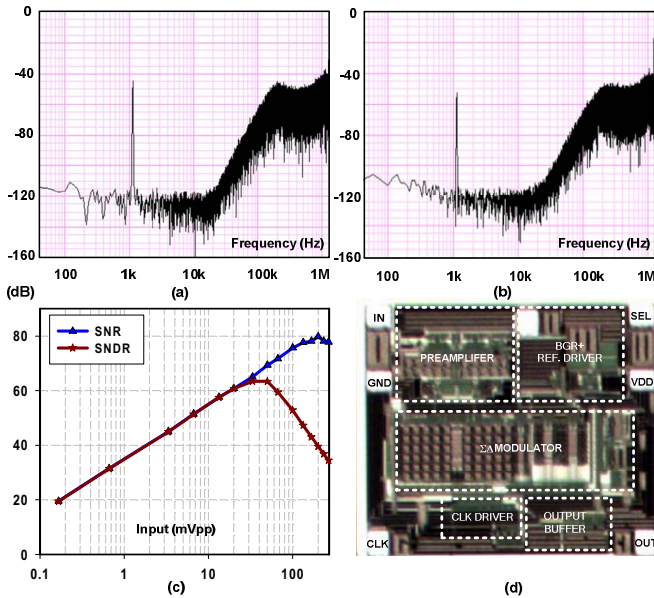 0
-40
-80
-120
-160
Frequency (Hz)
100
1k
10k
100k
1M
(a)
0
-40
-80
-120
-160
Frequency (Hz)
100
1k
10k
100k
1M
(b)
(dB)
80
60
40
20
0
SNR
SNDR
Input (mVpp)
0.1
1
10
100
(c)
IN
SEL
PREAMPLIFER
BGR+
REF. DRIVER
GND
VDD
ΣΔ MODULATOR
CLK DRIVER
OUTPUT
BUFFER
CLK
OUT
(d)